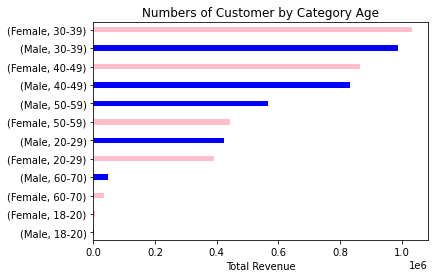 Numbers of Customer by Category Age
(Female, 30-39)
(Male, 30-39)
(Female, 40-49)
(Male, 40-49)
(Male, 50-59)
(Female, 50-59)
(Male, 20-29)
(Female, 20-29)
(Male, 60-70)
(Female, 60-70)
(Female, 18-20)
(Male, 18-20)
0.0 0.2 0.4 0.6 0.8 1.0
1e6
Total Revenue